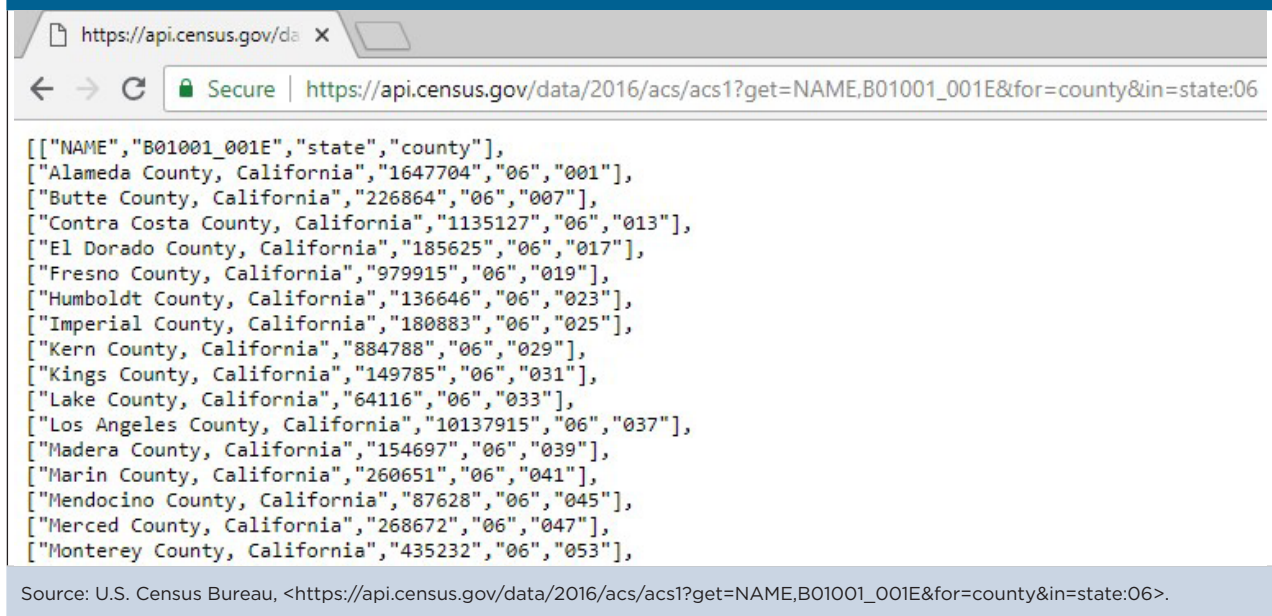 https://api.census.gov/da
Secure | https://api.census.gov/data/2016/acs/acs1?get=NAME,B01001_001E&for=county&in=state:06
[["NAME","B01001_001E","state","county"],
["Alameda County, California","1647704","06","001"],
["Butte County, California","226864","06","007"],
["Contra Costa County, California","1135127","06","013"],
["El Dorado County, California","185625","06","017"],
["Fresno County, California","979915","06","019"],
["Humboldt County, California","136646","06","023"],
["Imperial County, California","180883","06","025"],
["Kern County, California","884788","06","029"],
["Kings County, California","149785","06","031"],
["Lake County, California","64116","06","033"],
["Los Angeles County, California","10137915","06","037"],
["Madera County, California","154697","06","039"],
["Marin County, California","260651","06","041"],
["Mendocino County, California","87628","06","045"],
["Merced County, California","268672","06","047"],
["Monterey County, California","435232","06","053"],
Source: U.S. Census Bureau, <https://api.census.gov/data/2016/acs/acs1?get=NAME,B01001_001E&for=county&in=state:06>.